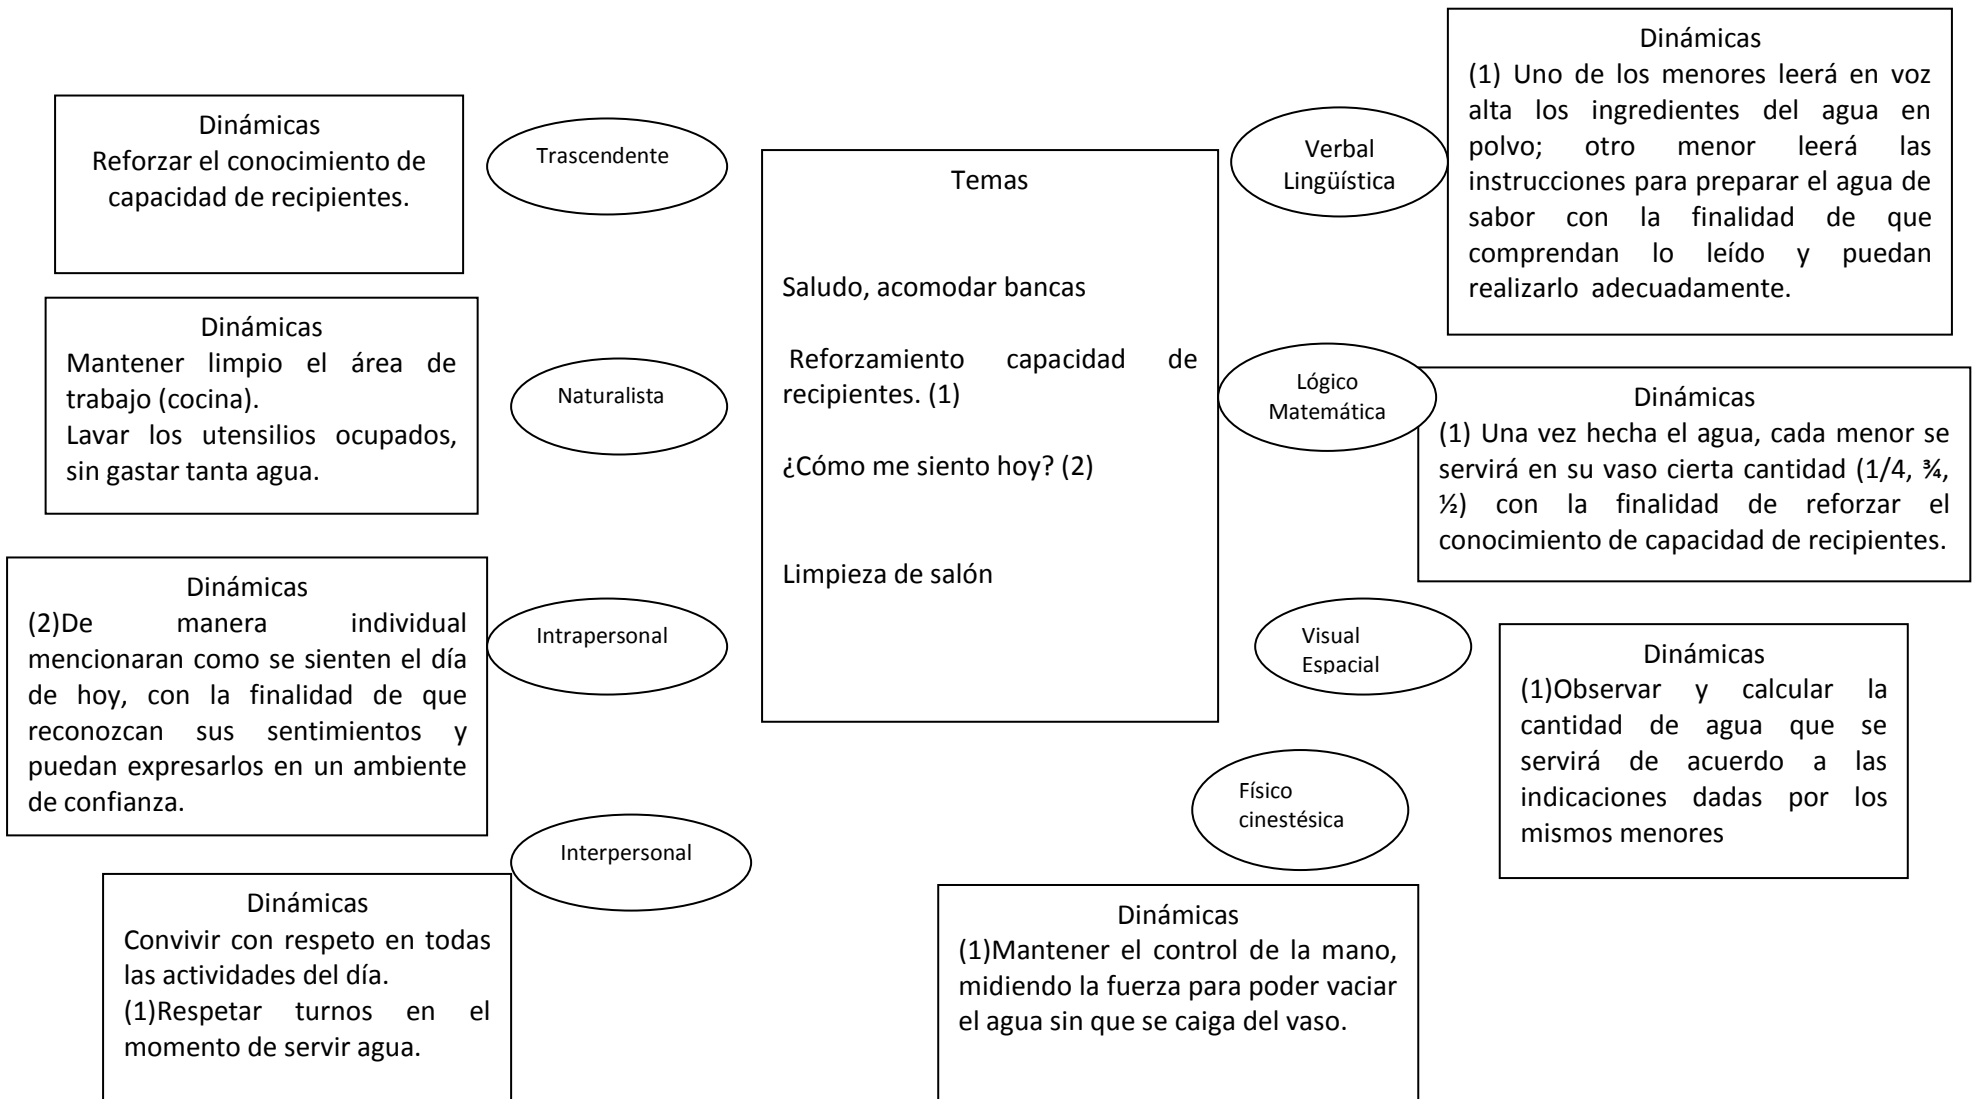 Dinámicas
Reforzar el conocimiento de
capacidad de recipientes.
Trascendente
Dinámicas
Mantener limpio el área de
trabajo (cocina).
Lavar los utensilios ocupados,
sin gastar tanta agua.
Naturalista
Dinámicas
(2)De manera individual
mencionaran como se sienten el día
de hoy, con la finalidad de que
reconozcan sus sentimientos y
puedan expresarlos en un ambiente
de confianza.
Intrapersonal
Dinámicas
Convivir con respeto en todas
las actividades del día.
(1)Respetar turnos en el
momento de servir agua.
Interpersonal
Temas
Saludo, acomodar bancas
Reforzamiento capacidad de
recipientes. (1)
¿Cómo me siento hoy? (2)
Limpieza de salón
Verbal
Lingüística
Dinámicas
(1) Uno de los menores leerá en voz
alta los ingredientes del agua en
polvo; otro menor leerá las
instrucciones para preparar el agua de
sabor con la finalidad de que
comprendan lo leído y puedan
realizarlo adecuadamente.
Lógico
Matemática
Dinámicas
(1) Una vez hecha el agua, cada menor se
servirá en su vaso cierta cantidad (1/4, ¾,
½) con la finalidad de reforzar el
conocimiento de capacidad de recipientes.
Visual
Espacial
Dinámicas
(1)Observar y calcular la
cantidad de agua que se
servirá de acuerdo a las
indicaciones dadas por los
mismos menores
Físico
cinestésica
Dinámicas
(1)Mantener el control de la mano,
midiendo la fuerza para poder vaciar
el agua sin que se caiga del vaso.